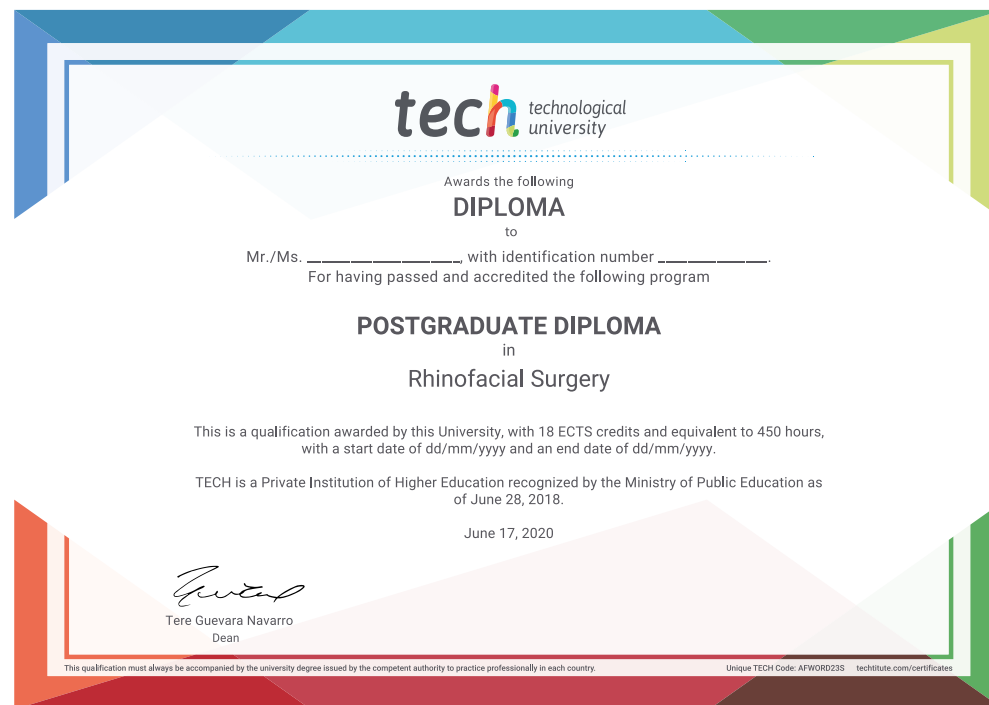 tech technological
university
Awards the following
DIPLOMA
to
Mr./Ms. ____________________, with identification number ______________.
For having passed and accredited the following program
POSTGRADUATE DIPLOMA
in
Rhinofacial Surgery
This is a qualification awarded by this University, with 18 ECTS credits and equivalent to 450 hours,
with a start date of dd/mm/yyyy and an end date of dd/mm/yyyy.
TECH is a Private Institution of Higher Education recognized by the Ministry of Public Education as
of June 28, 2018.
June 17, 2020
Tere Guevara Navarro
Dean
This qualification must always be accompanied by the university degree issued by the competent authority to practice professionally in each country.
Unique TECH Code: AFWORD23S techtitute.com/certificates